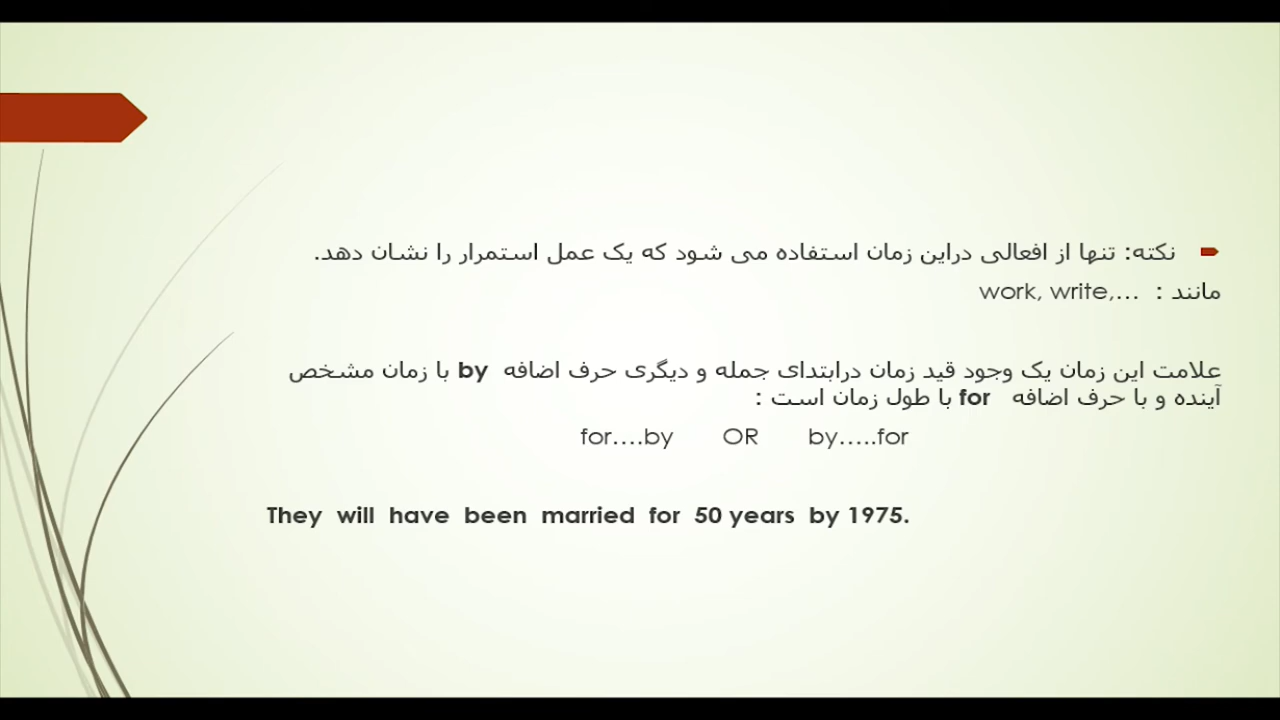 نکته: تنها از افعالی دراین زمان استفاده می شود که یک عمل استمرار را نشان دهد.
مانند : work, write,…
علامت این زمان یک وجود قید زمان درابتدای جمله و دیگری حرف اضافه by با زمان مشخص
آینده و با حرف اضافه for با طول زمان است :
for….by OR by…..for
They will have been married for 50 years by 1975.